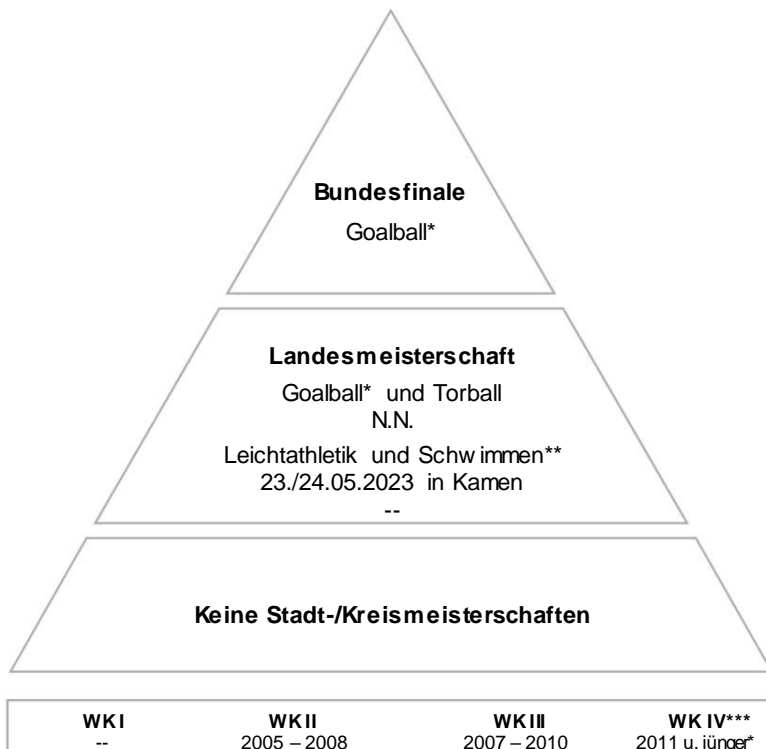 Bundesfinale
Goalball*
Landesmeisterschaft
Goalball* und Torball
N.N.
Leichtathletik und Schwimmen**
23./24.05.2023 in Kamen
--
Keine Stadt-/Kreismeisterschaften
WK I WK II WK III WK IV***
-- 2005 – 2008 2007 – 2010 2011 u. jünger*